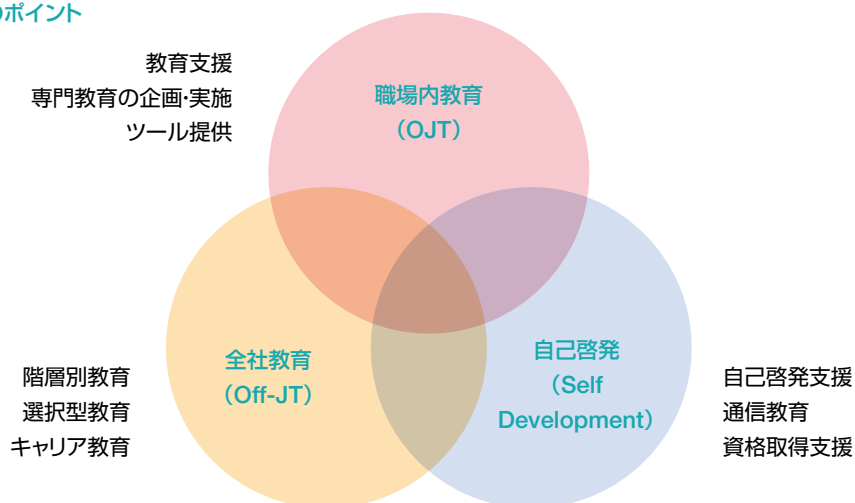 のポイント
教育支援
専門教育の企画・実施
ツール提供
職場内教育
（OJT）
全社教育
（Off-JT）
自己啓発
（Self
Development）
階層別教育
選択型教育
キャリア教育
自己啓発支援
通信教育
資格取得支援